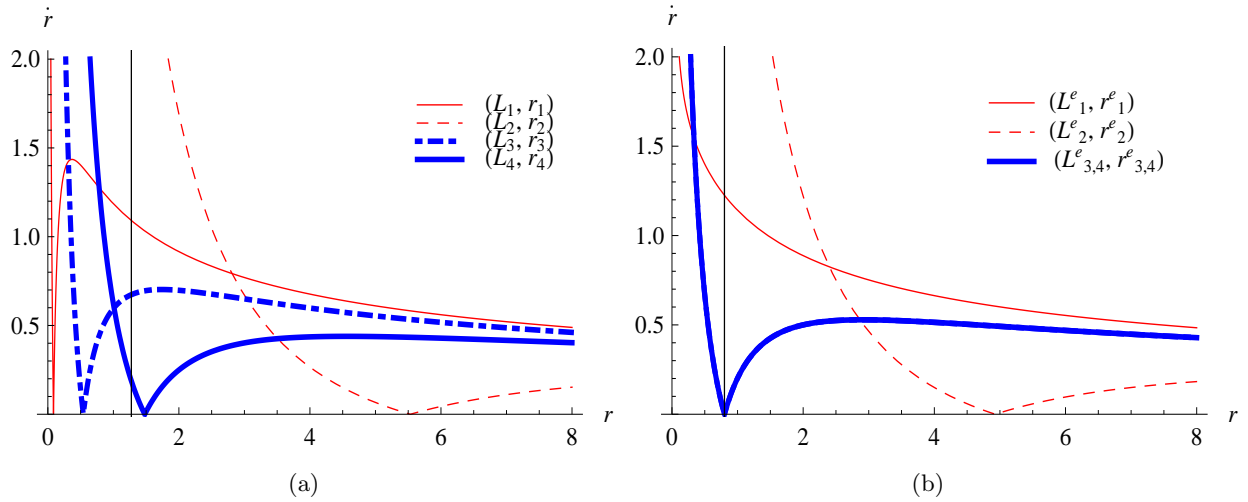 ṙ
2.0
1.5
1.0
0.5
0 2 4 6 8 r
(L₁, r₁)
(L₂, r₂)
(L₃, r₃)
(L₄, r₄)
(a)
ṙ
2.0
1.5
1.0
0.5
0 2 4 6 8 r
(Lᵉ₁, rᵉ₁)
(Lᵉ₂, rᵉ₂)
(Lᵉ₃,₄, rᵉ₃,₄)
(b)